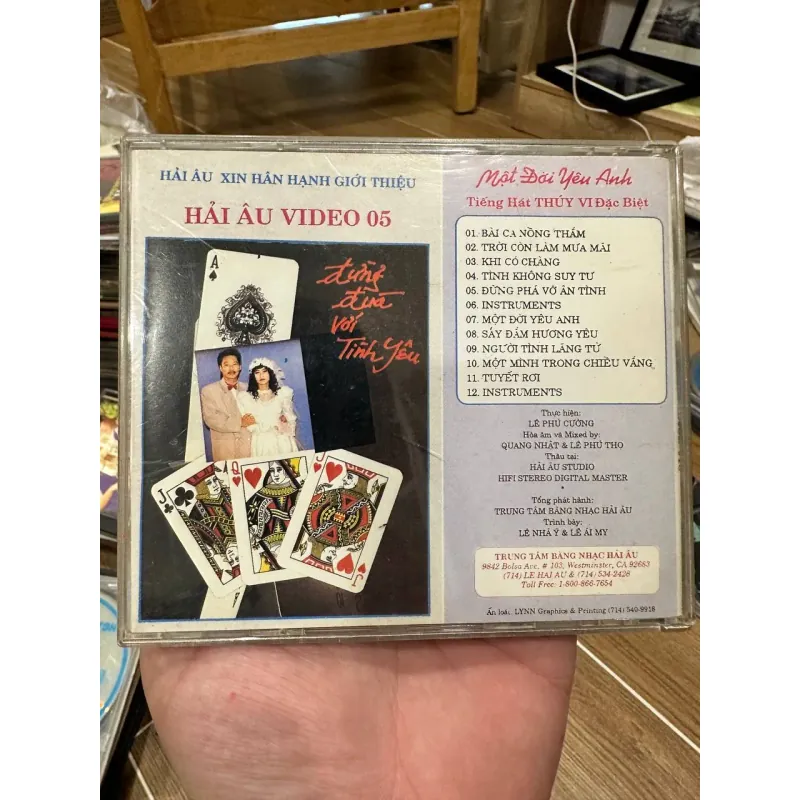 HẢI ÂU XIN HÂN HẠNH GIỚI THIỆU
HẢI ÂU VIDEO 05
A
đừng
đùa
với
Tình Yêu
J
Q
J
Một Đời Yêu Anh
Tiếng Hát THÚY VI Đặc Biệt
01. BÀI CA NỒNG THẮM
02. TRỜI CÒN LÀM MƯA MÃI
03. KHI CÓ CHÀNG
04. TÌNH KHÔNG SUY TƯ
05. ĐỪNG PHÁ VỠ ÂN TÌNH
06. INSTRUMENTS
07. MỘT ĐỜI YÊU ANH
08. SẤY ĐẮM HƯƠNG YÊU
09. NGƯỜI TÌNH LÃNG TỬ
10. MỘT MÌNH TRONG CHIỀU VẮNG
11. TUYẾT RƠI
12. INSTRUMENTS
Thực hiện:
LÊ PHÚ CƯỜNG
Hòa âm và Mixed by:
QUANG NHẬT & LÊ PHÚ THỌ
Thâu tại:
HẢI ÂU STUDIO
HIFI STEREO DIGITAL MASTER
*
Tổng phát hành:
TRUNG TÂM BĂNG NHẠC HẢI ÂU
Trình bày:
LÊ NHÃ Ý & LÊ ÁI MY
TRUNG TÂM BĂNG NHẠC HẢI ÂU
9842 Bolsa Ave. # 103, Westminster, CA 92683
(714) LE HAI AU & (714) 534-2428
Toll Free: 1-800-866-7654
Ấn loát: LYNN Graphics & Printing (714) 540-9918